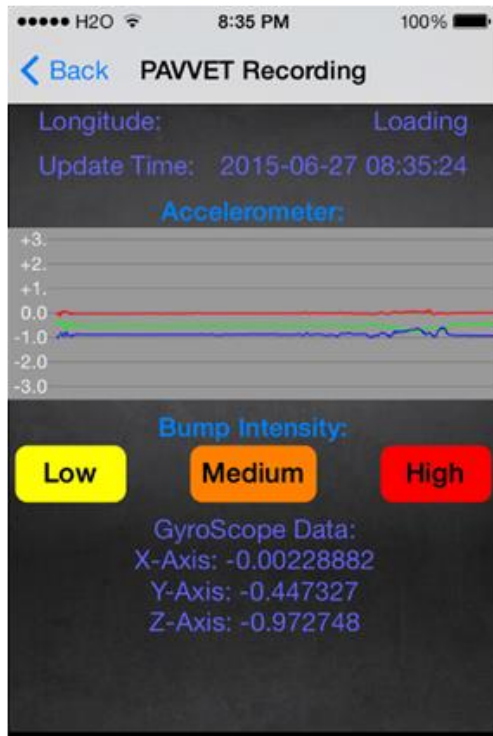 H2O 8:35 PM 100%
Back PAVVET Recording
Longitude: Loading
Update Time: 2015-06-27 08:35:24
Accelerometer:
+3.
+2.
+1.
0.0
-1.0
-2.0
-3.0
Bump Intensity:
Low Medium High
GyroScope Data:
X-Axis: -0.00228882
Y-Axis: -0.447327
Z-Axis: -0.972748